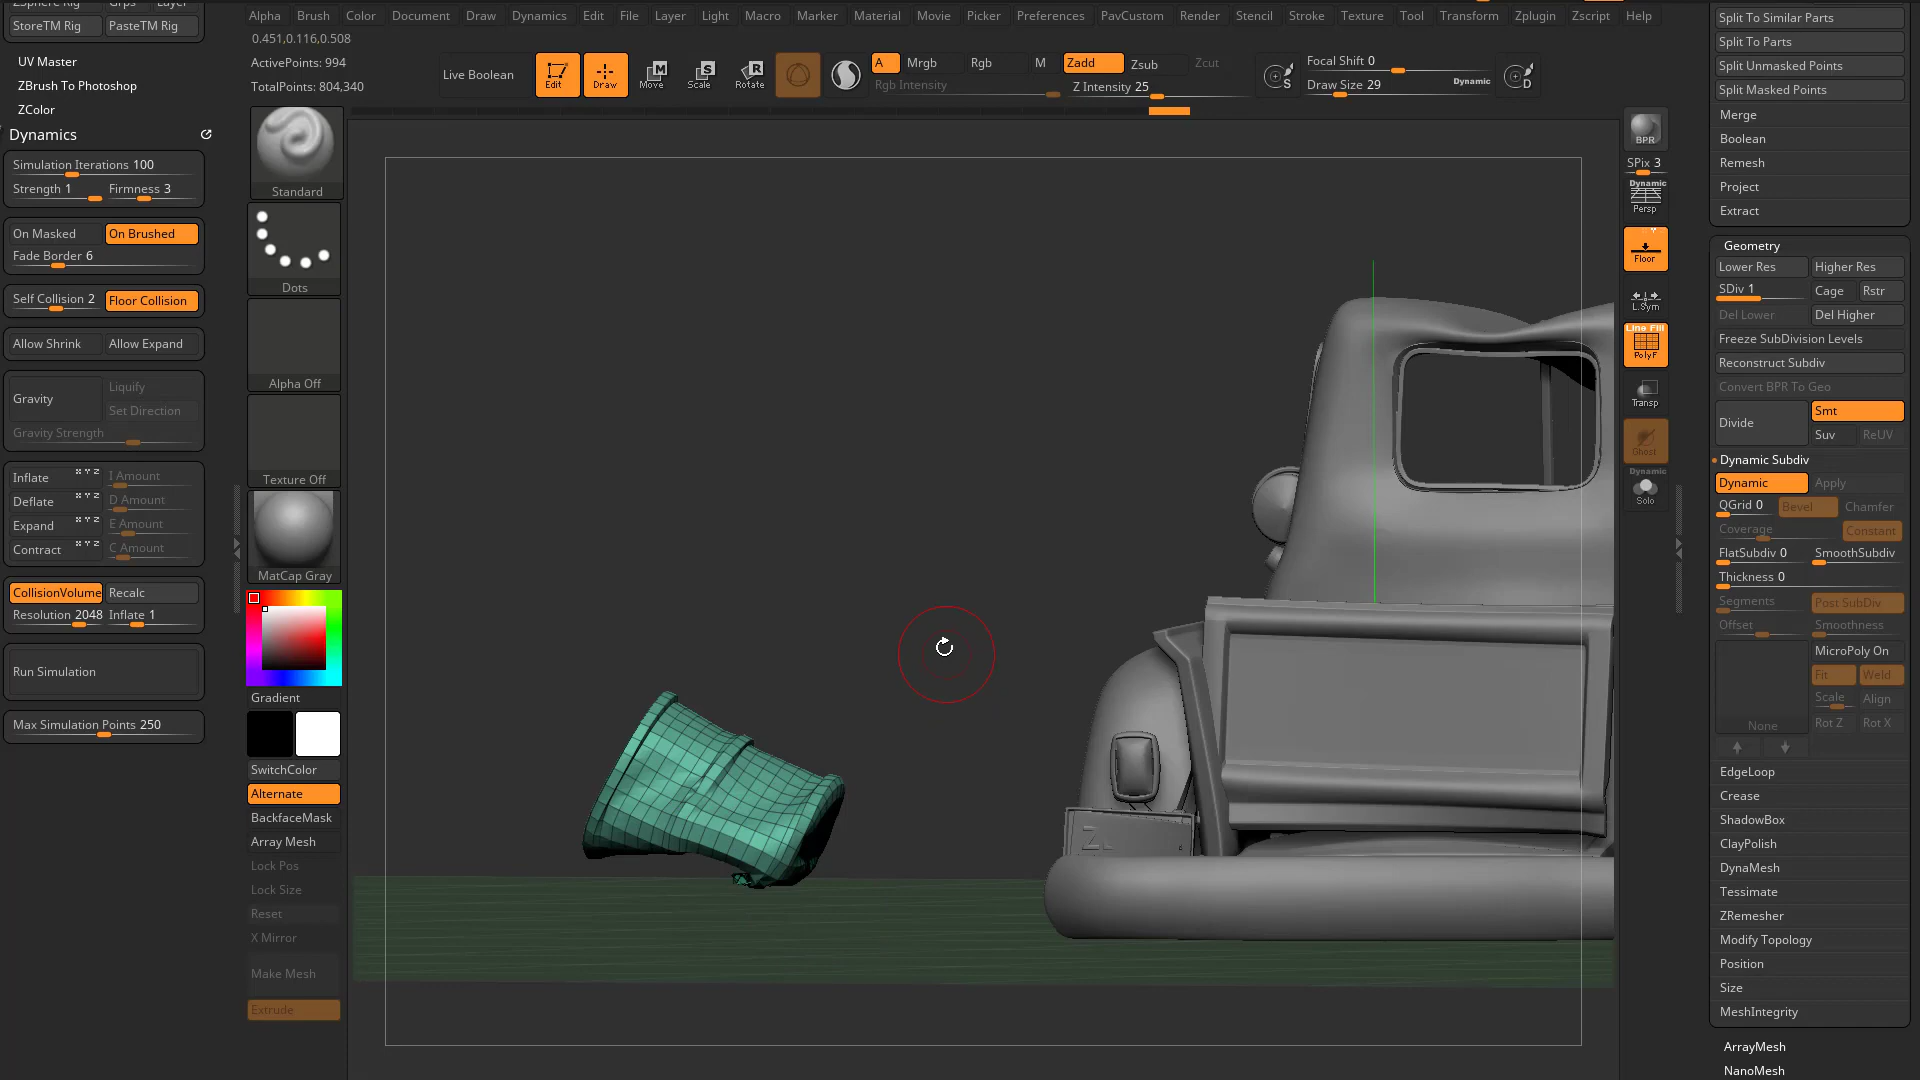 Alpha Brush Color Document Draw Dynamics Edit File Layer Light Macro Marker Material Movie Picker Preferences PavCustom Render Stencil Stroke Texture Tool Transform Zplugin Zscript Help
0.451,0.116,0.508
ActivePoints: 994
TotalPoints: 804,340
Live Boolean
Edit
Draw
Move
Scale
Rotate
A
Mrgb
Rgb
M
Rgb Intensity
Zadd
Zsub
Zcut
Z Intensity 25
S
Focal Shift 0
Draw Size 29
Dynamic
D
ZSphere Rig
Grps
Layer
StoreTM Rig
PasteTM Rig
UV Master
ZBrush To Photoshop
ZColor
Dynamics
Simulation Iterations 100
Strength 1
Firmness 3
On Masked
On Brushed
Fade Border 6
Self Collision 2
Floor Collision
Allow Shrink
Allow Expand
Gravity
Liquify
Set Direction
Gravity Strength
Inflate
X Y Z
I Amount
Deflate
X Y Z
D Amount
Expand
X Y Z
E Amount
Contract
X Y Z
C Amount
CollisionVolume
Recalc
Resolution 2048
Inflate 1
Run Simulation
Max Simulation Points 250
Standard
Dots
Alpha Off
Texture Off
MatCap Gray
Gradient
SwitchColor
Alternate
BackfaceMask
Array Mesh
Lock Pos
Lock Size
Reset
X Mirror
Make Mesh
Extrude
BPR
SPix 3
Dynamic
Persp
Floor
L.Sym
Line Fill
PolyF
Transp
Ghost
Dynamic
Solo
Split To Similar Parts
Split To Parts
Split Unmasked Points
Split Masked Points
Merge
Boolean
Remesh
Project
Extract
Geometry
Lower Res
Higher Res
SDiv 1
Cage
Rstr
Del Lower
Del Higher
Freeze SubDivision Levels
Reconstruct Subdiv
Convert BPR To Geo
Divide
Smt
Suv
ReUV
Dynamic Subdiv
Dynamic
Apply
QGrid 0
Bevel
Chamfer
Coverage
Constant
FlatSubdiv 0
SmoothSubdiv
Thickness 0
Segments
Post SubDiv
Offset
Smoothness
MicroPoly On
Fit
Weld
Scale
Align
None
Rot Z
Rot X
EdgeLoop
Crease
ShadowBox
ClayPolish
DynaMesh
Tessimate
ZRemesher
Modify Topology
Position
Size
MeshIntegrity
ArrayMesh
NanoMesh